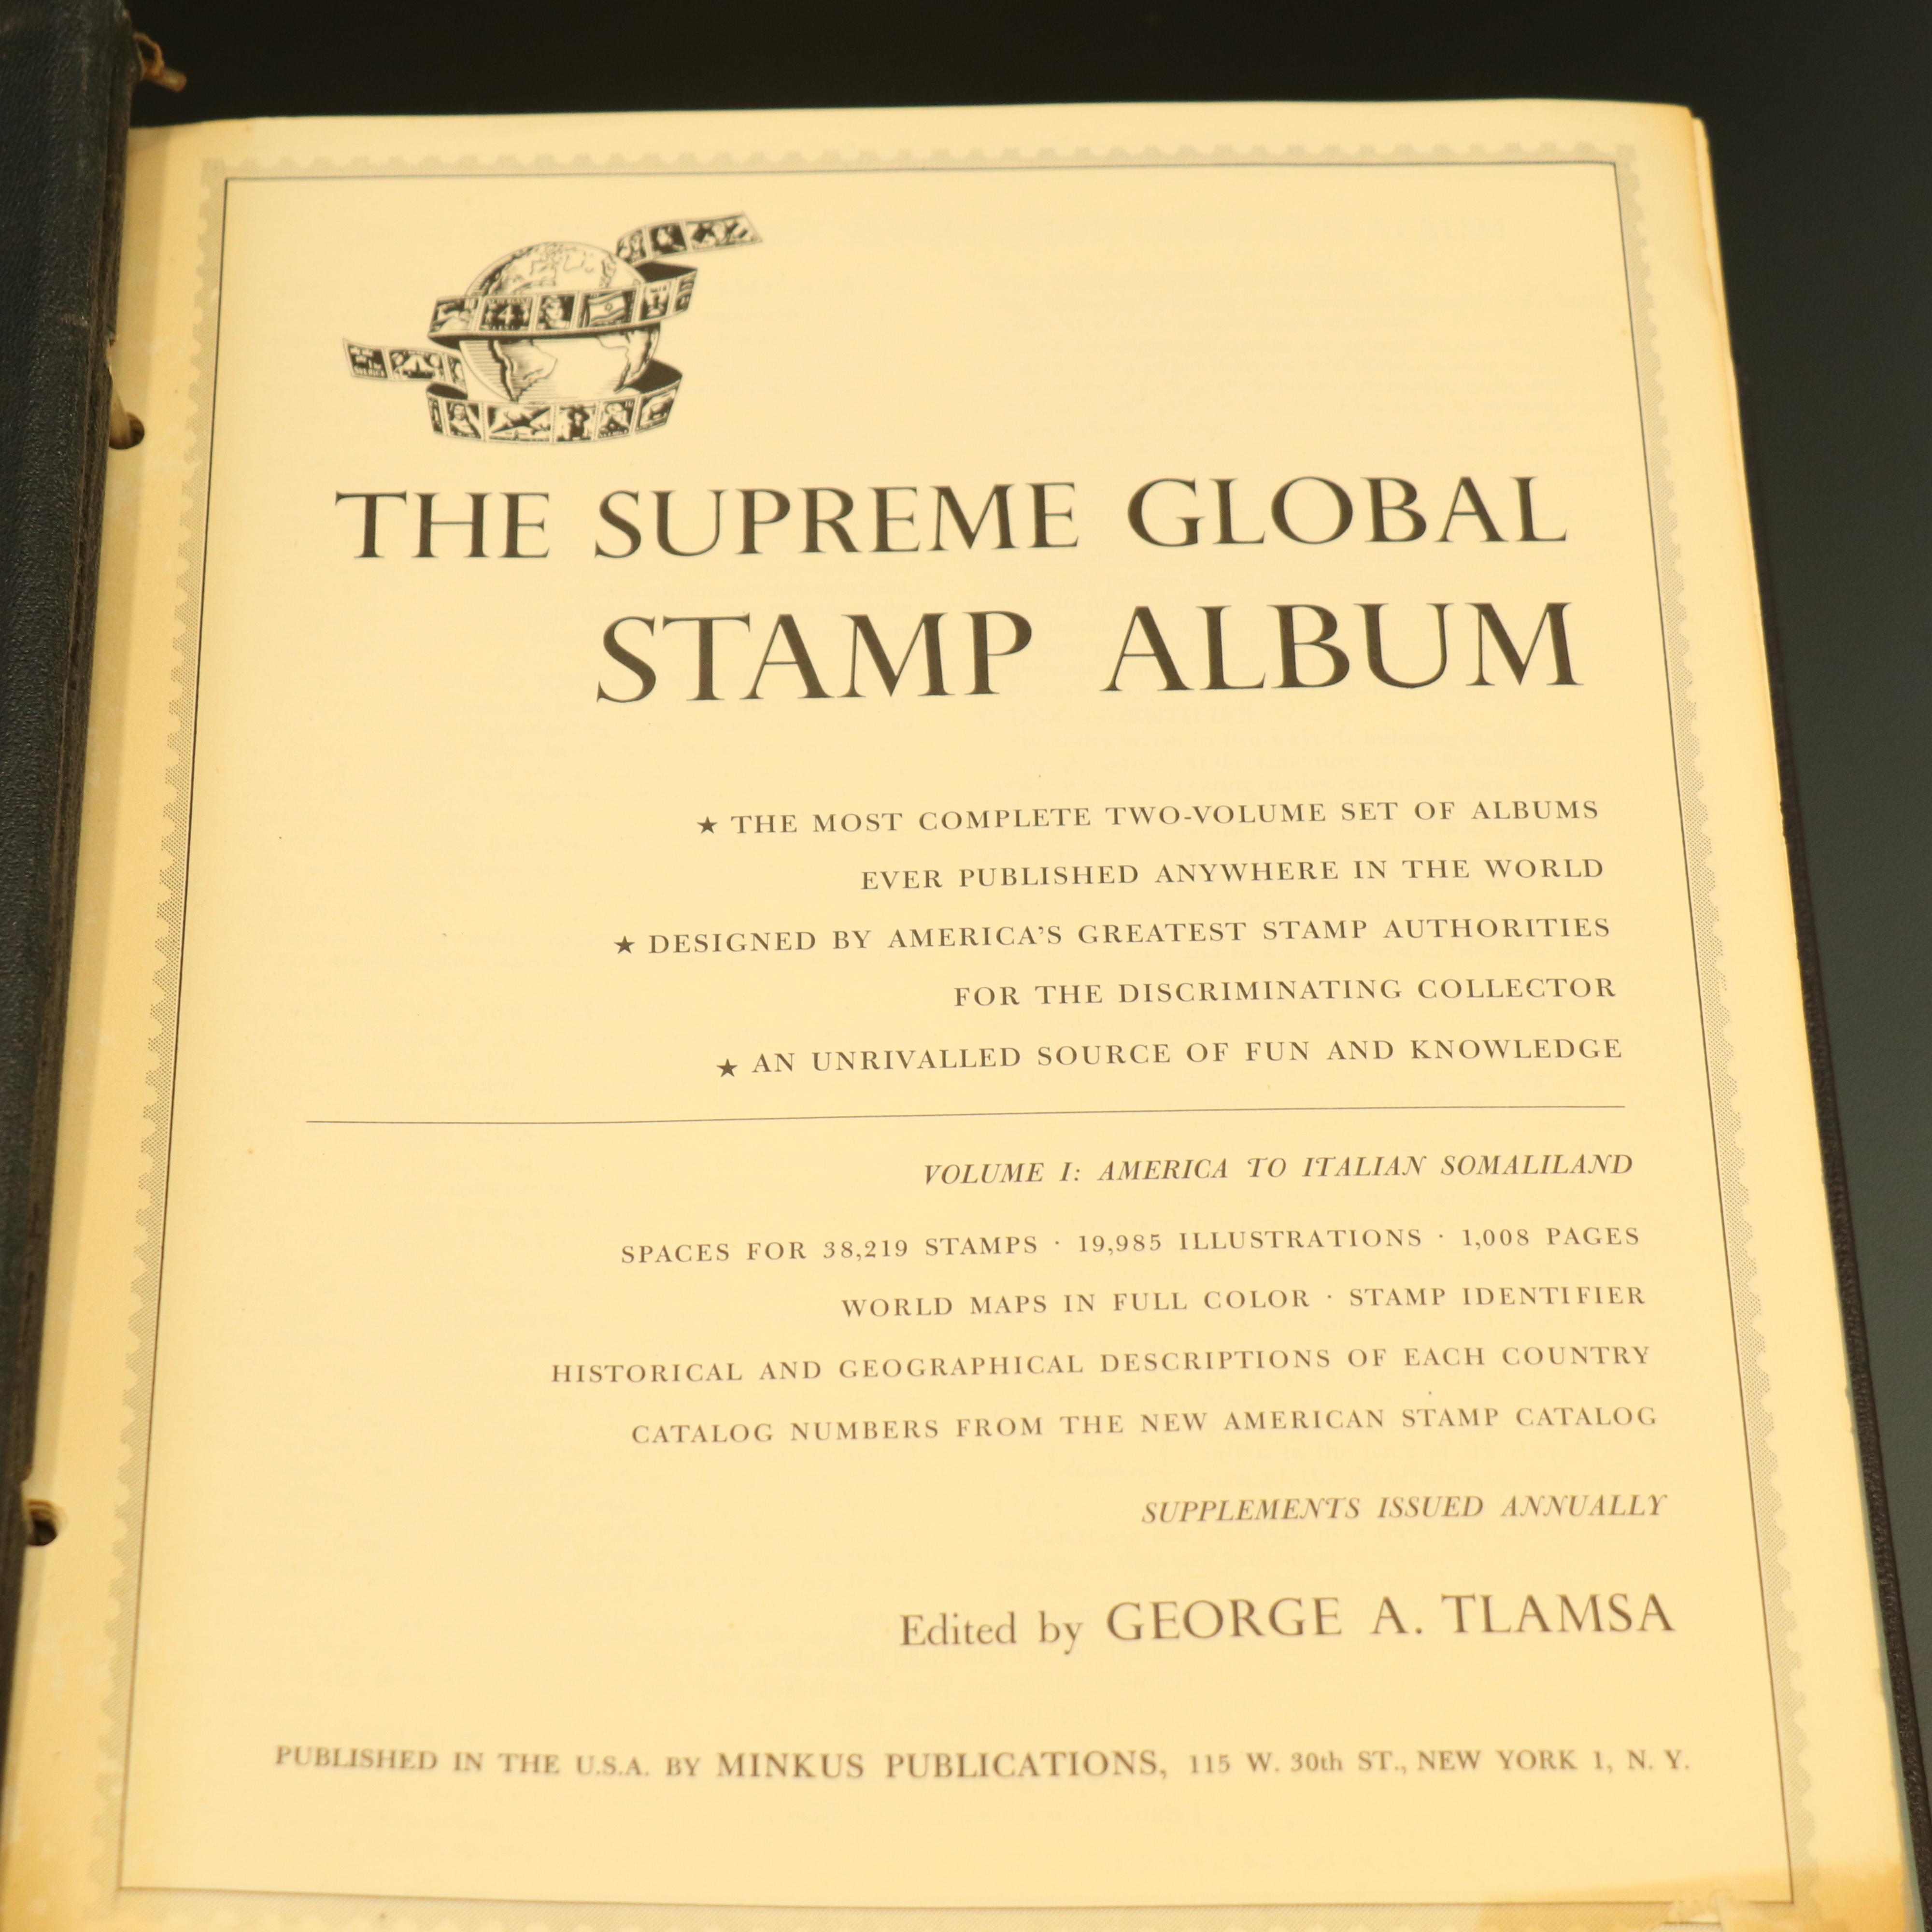 THE SUPREME GLOBAL
STAMP ALBUM
★ THE MOST COMPLETE TWO-VOLUME SET OF ALBUMS
EVER PUBLISHED ANYWHERE IN THE WORLD
★ DESIGNED BY AMERICA'S GREATEST STAMP AUTHORITIES
FOR THE DISCRIMINATING COLLECTOR
★ AN UNRIVALLED SOURCE OF FUN AND KNOWLEDGE
VOLUME I: AMERICA TO ITALIAN SOMALILAND
SPACES FOR 38,219 STAMPS · 19,985 ILLUSTRATIONS · 1,008 PAGES
WORLD MAPS IN FULL COLOR · STAMP IDENTIFIER
HISTORICAL AND GEOGRAPHICAL DESCRIPTIONS OF EACH COUNTRY
CATALOG NUMBERS FROM THE NEW AMERICAN STAMP CATALOG
SUPPLEMENTS ISSUED ANNUALLY
Edited by GEORGE A. TLAMSA
PUBLISHED IN THE U.S.A. BY MINKUS PUBLICATIONS, 115 W. 30th ST., NEW YORK 1, N. Y.